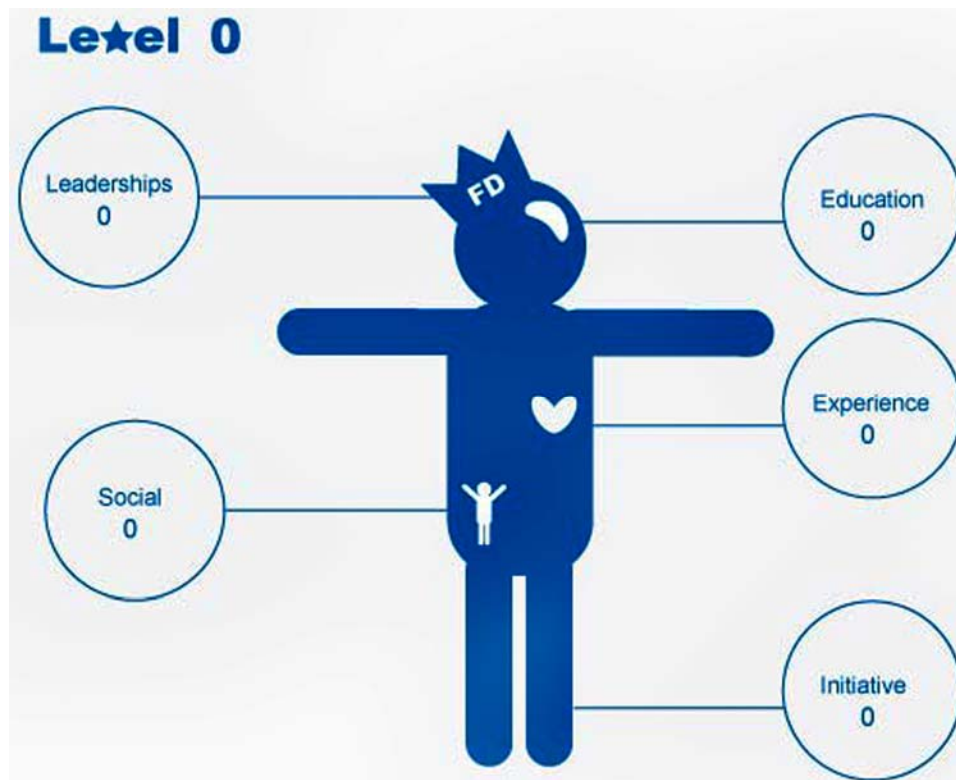 Le★el 0
Leaderships
0
FD
Education
0
Experience
0
Social
0
Initiative
0